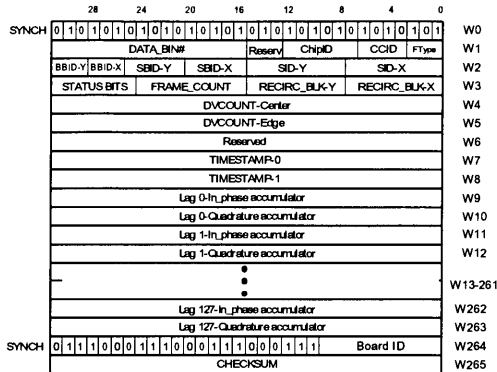 28 24 20 16 12 8 4 0
SYNCH 0 1 0 1 0 1 0 1 0 1 0 1 0 1 0 1 0 1 0 1 0 1 0 1 0 1 0 1 0 1 0 1 W0
DATA_BIN# Reserv ChipID CCID FType W1
BBID-Y BBID-X SBID-Y SBID-X SID-Y SID-X W2
STATUS BITS FRAME_COUNT RECIRC_BLK-Y RECIRC_BLK-X W3
DVCOUNT-Center W4
DVCOUNT-Edge W5
Reserved W6
TIMESTAMP-0 W7
TIMESTAMP-1 W8
Lag 0-In_phase accumulator W9
Lag 0-Quadrature accumulator W10
Lag 1-In_phase accumulator W11
Lag 1-Quadrature accumulator W12
W13-261
Lag 127-In_phase accumulator W262
Lag 127-Quadrature accumulator W263
SYNCH 0 1 1 1 0 0 0 1 1 1 0 0 0 1 1 1 0 0 0 1 1 1 Board ID W264
CHECKSUM W265